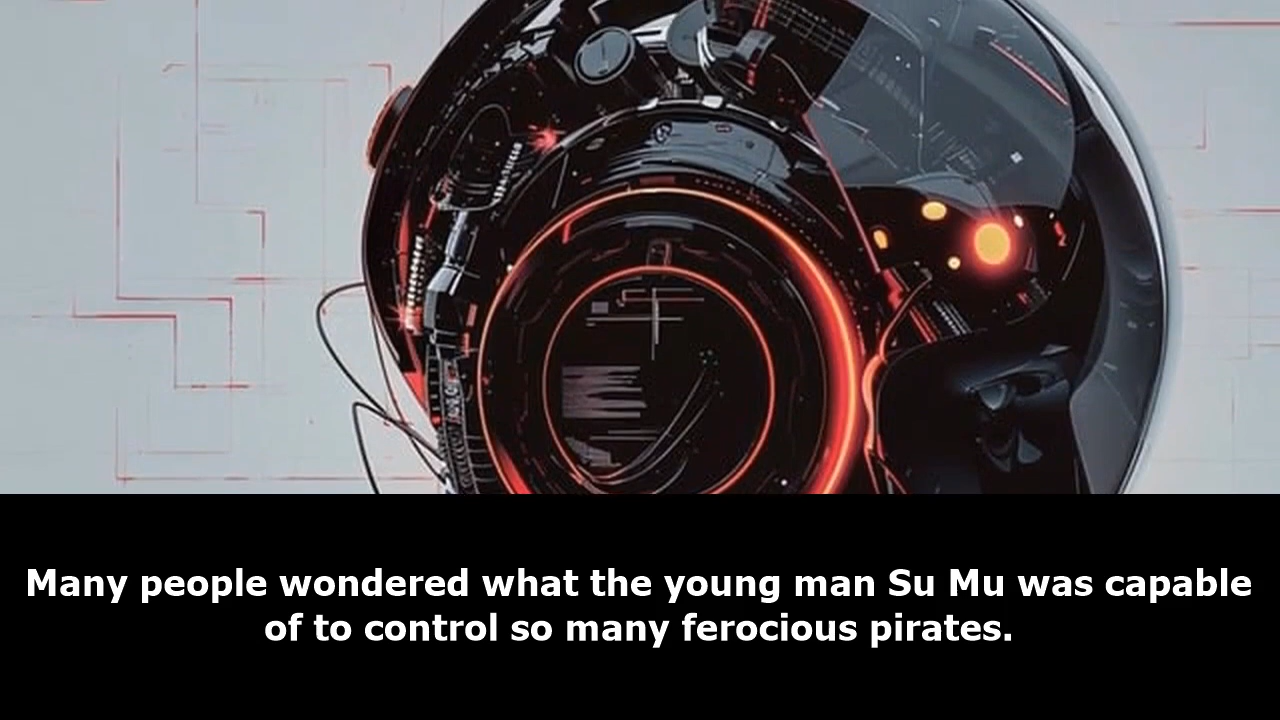 Many people wondered what the young man Su Mu was capable
of to control so many ferocious pirates.